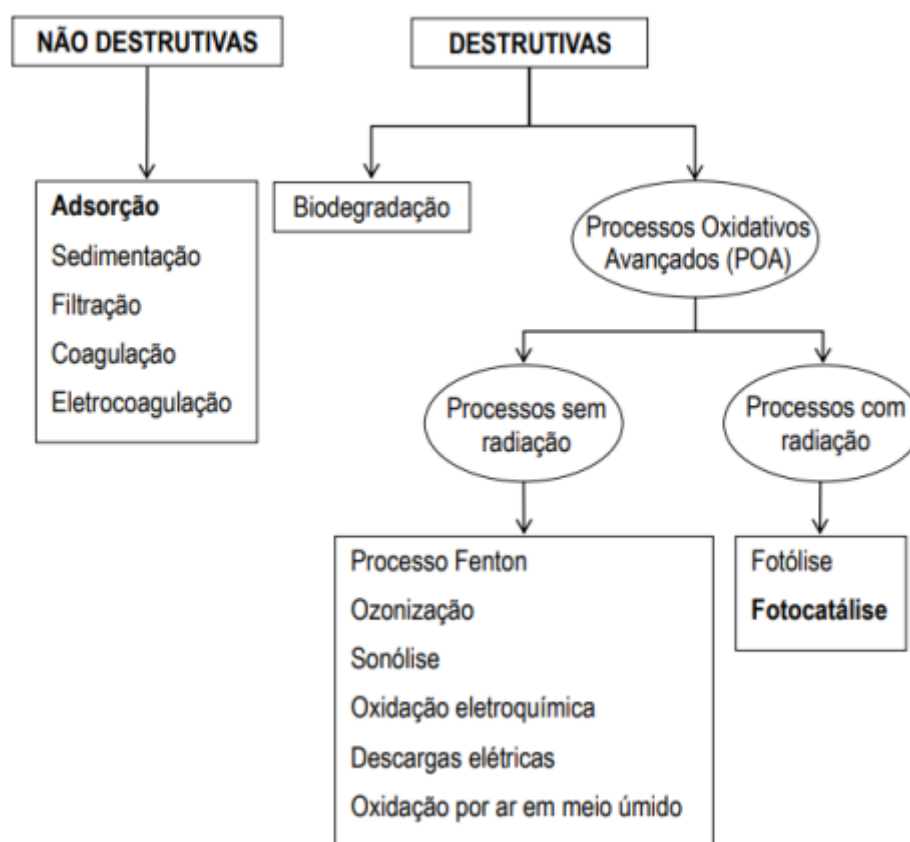 NÃO DESTRUTIVAS
DESTRUTIVAS
Adsorção
Sedimentação
Filtração
Coagulação
Eletrocoagulação
Biodegradação
Processos Oxidativos
Avançados (POA)
Processos sem
radiação
Processos com
radiação
Processo Fenton
Ozonização
Sonólise
Oxidação eletroquímica
Descargas elétricas
Oxidação por ar em meio úmido
Fotólise
Fotocatálise